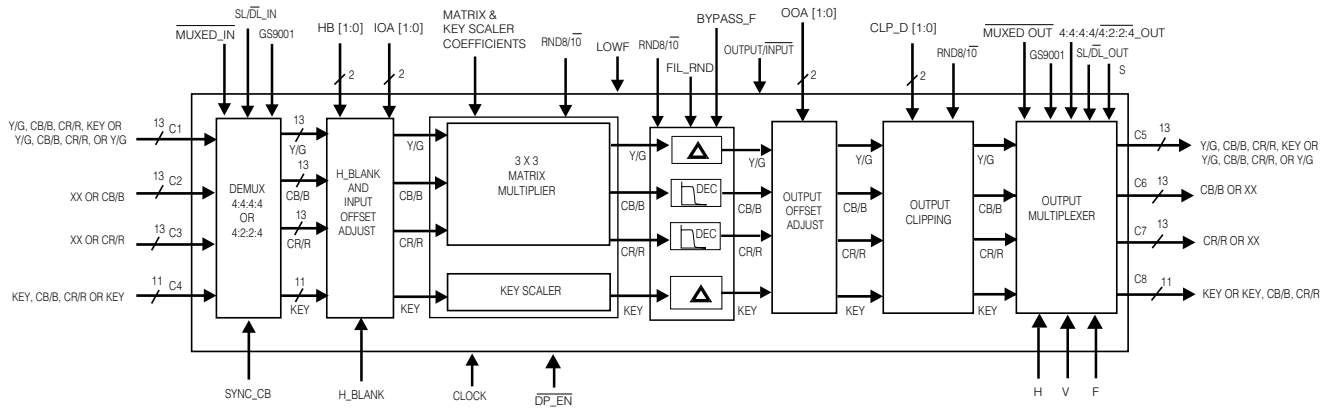 MUXED_IN
SL/DL_IN
GS9001
HB [1:0]
IOA [1:0]
MATRIX &
KEY SCALER
COEFFICIENTS
RND8/10
LOWF
RND8/10
FIL_RND
BYPASS_F
OUTPUT/INPUT
OOA [1:0]
CLP_D [1:0]
RND8/10
MUXED OUT
GS9001
4:4:4:4/4:2:2:4_OUT
SL/DL_OUT
S
2
2
2
2
Y/G, CB/B, CR/R, KEY OR
Y/G, CB/B, CR/R, OR Y/G
13
C1
XX OR CB/B
13
C2
XX OR CR/R
13
C3
KEY, CB/B, CR/R OR KEY
11
C4
DEMUX
4:4:4:4
OR
4:2:2:4
13
Y/G
13
CB/B
13
CR/R
11
KEY
H_BLANK
AND
INPUT
OFFSET
ADJUST
Y/G
CB/B
CR/R
KEY
3 X 3
MATRIX
MULTIPLIER
KEY SCALER
Y/G
CB/B
CR/R
KEY
Δ
DEC
DEC
Δ
Y/G
CB/B
CR/R
KEY
OUTPUT
OFFSET
ADJUST
Y/G
CB/B
CR/R
KEY
OUTPUT
CLIPPING
Y/G
CB/B
CR/R
KEY
OUTPUT
MULTIPLEXER
C5
13
Y/G, CB/B, CR/R, KEY OR
Y/G, CB/B, CR/R, OR Y/G
C6
13
CB/B OR XX
C7
13
CR/R OR XX
C8
11
KEY OR KEY, CB/B, CR/R
SYNC_CB
H_BLANK
CLOCK
DP_EN
H
V
F